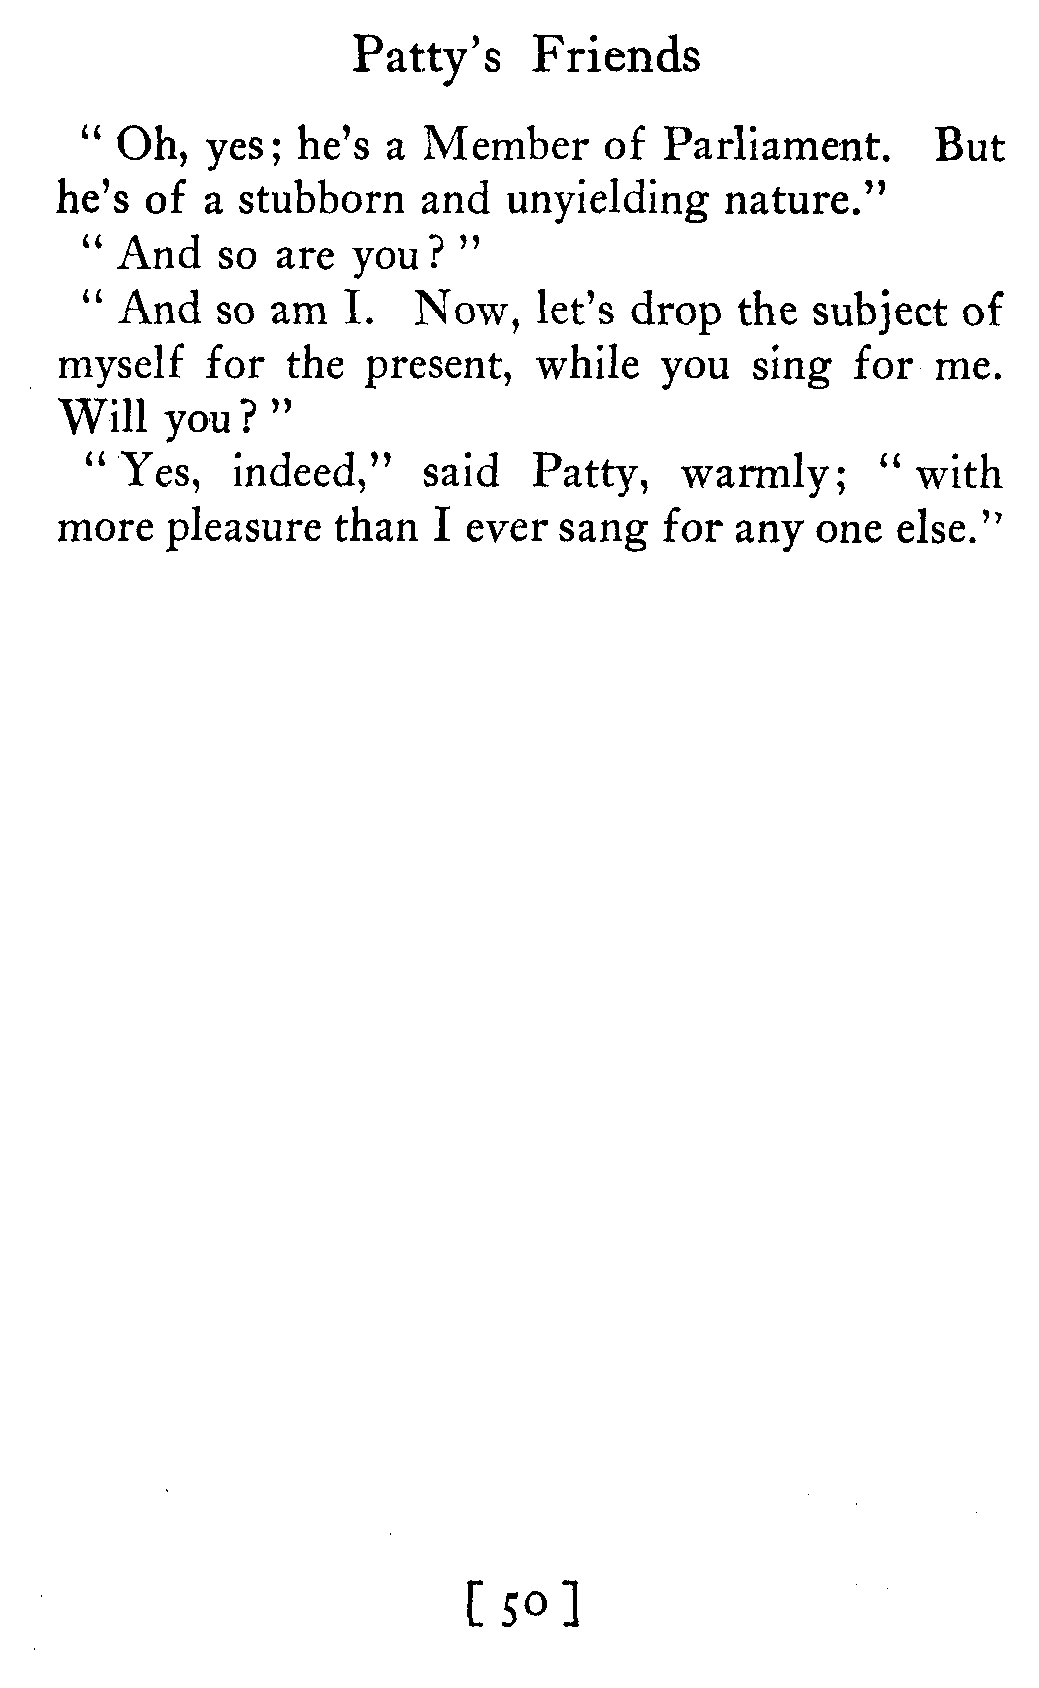 Patty's Friends
" Oh, yes; he's a Member of Parliament. But
he's of a stubborn and unyielding nature."
" And so are you? "
" And so am I. Now, let's drop the subject of
myself for the present, while you sing for me.
Will you? "
" Yes, indeed," said Patty, warmly; " with
more pleasure than I ever sang for any one else."
[ 50 ]